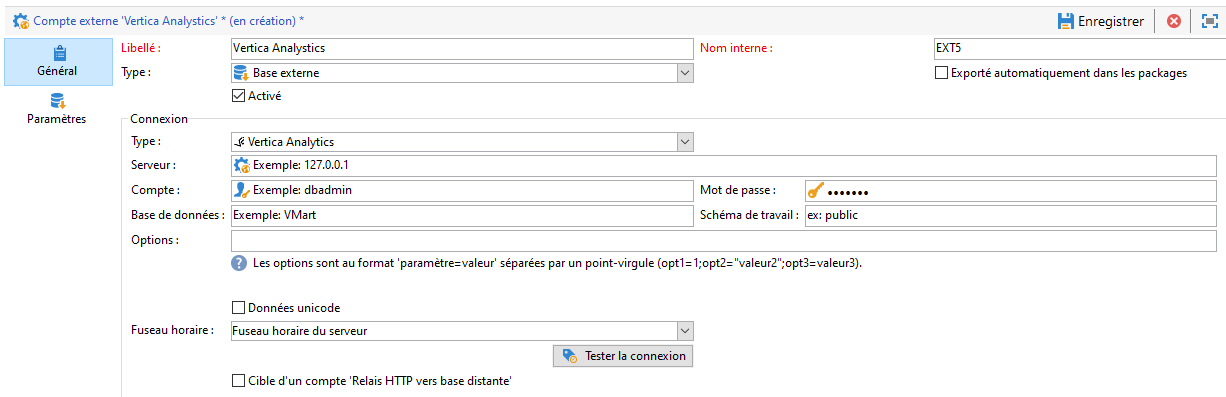 Compte externe 'Vertica Analystics' * (en création) *
Enregistrer
Général
Paramètres
Libellé : Vertica Analystics Nom interne : EXT5
Type : Base externe Exporté automatiquement dans les packages
Activé
Connexion
Type : Vertica Analytics
Serveur : Exemple: 127.0.0.1
Compte : Exemple: dbadmin Mot de passe : •••••••
Base de données : Exemple: VMart Schéma de travail : ex: public
Options :
Les options sont au format 'paramètre=valeur' séparées par un point-virgule (opt1=1;opt2="valeur2";opt3=valeur3).
Données unicode
Fuseau horaire : Fuseau horaire du serveur
Tester la connexion
Cible d'un compte 'Relais HTTP vers base distante'